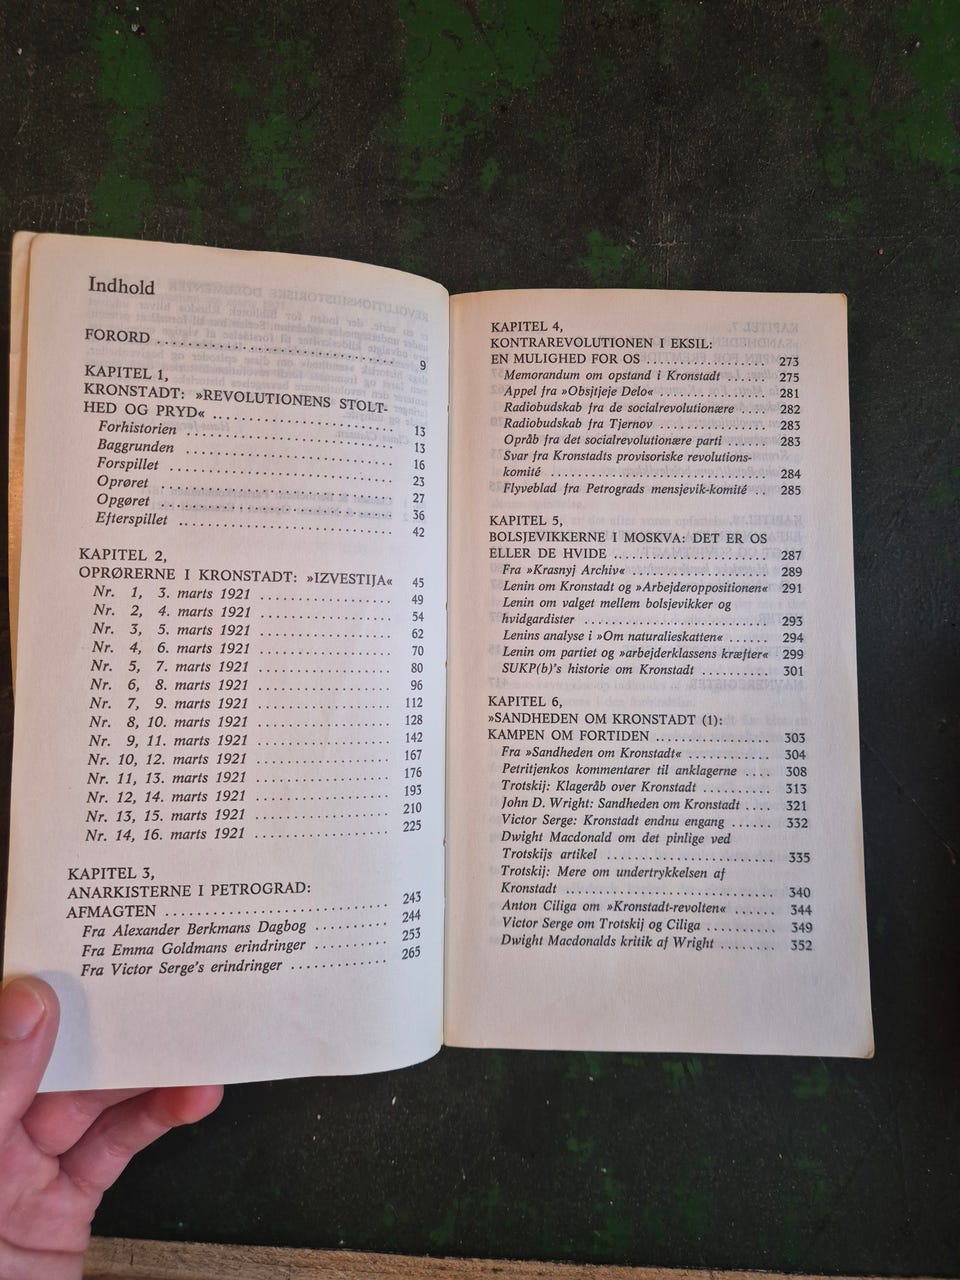 Indhold
FORORD ........................................ 9
KAPITEL 1,
KRONSTADT: »REVOLUTIONENS STOLT-
HED OG PRYD« ........................... 13
Forhistorien ................................. 13
Baggrunden ................................. 16
Forspillet ..................................... 23
Oprøret ....................................... 27
Opgøret ....................................... 36
Efterspillet ................................... 42
KAPITEL 2,
OPRØRERNE I KRONSTADT: »IZVESTIJA« 45
Nr. 1, 3. marts 1921 .................... 49
Nr. 2, 4. marts 1921 .................... 54
Nr. 3, 5. marts 1921 .................... 62
Nr. 4, 6. marts 1921 .................... 70
Nr. 5, 7. marts 1921 .................... 80
Nr. 6, 8. marts 1921 .................... 96
Nr. 7, 9. marts 1921 .................... 112
Nr. 8, 10. marts 1921 .................... 128
Nr. 9, 11. marts 1921 .................... 142
Nr. 10, 12. marts 1921 .................... 167
Nr. 11, 13. marts 1921 .................... 176
Nr. 12, 14. marts 1921 .................... 193
Nr. 13, 15. marts 1921 .................... 210
Nr. 14, 16. marts 1921 .................... 225
KAPITEL 3,
ANARKISTERNE I PETROGRAD:
AFMAGTEN ................................. 243
Fra Alexander Berkmans Dagbog .......... 244
Fra Emma Goldmans erindringer .......... 253
Fra Victor Serge's erindringer .............. 265
KAPITEL 4,
KONTRAREVOLUTIONEN I EKSIL:
EN MULIGHED FOR OS .................. 273
Memorandum om opstand i Kronstadt ...... 275
Appel fra »Obsjtjeje Delo« .................. 281
Radiobudskab fra de socialrevolutionære .... 282
Radiobudskab fra Tjernov .................. 283
Opråb fra det socialrevolutionære parti ...... 283
Svar fra Kronstadts provisoriske revolutions-
komité .................................... 284
Flyveblad fra Petrograds mensjevik-komité .. 285
KAPITEL 5,
BOLSJEVIKKERNE I MOSKVA: DET ER OS
ELLER DE HVIDE ........................ 287
Fra »Krasnyj Archiv« ........................ 289
Lenin om Kronstadt og »Arbejderoppositionen« 291
Lenin om valget mellem bolsjevikker og
hvidgardister .............................. 293
Lenins analyse i »Om naturalieskatten« ...... 294
Lenin om partiet og »arbejderklassens kræfter« 299
SUKP(b)'s historie om Kronstadt ............ 301
KAPITEL 6,
»SANDHEDEN OM KRONSTADT (1):
KAMPEN OM FORTIDEN .................. 303
Fra »Sandheden om Kronstadt« .............. 304
Petritjenkos kommentarer til anklagerne .... 308
Trotskij: Klageråb over Kronstadt .......... 313
John D. Wright: Sandheden om Kronstadt .... 321
Victor Serge: Kronstadt endnu engang ...... 332
Dwight Macdonald om det pinlige ved
Trotskijs artikel ............................ 335
Trotskij: Mere om undertrykkelsen af
Kronstadt .................................. 340
Anton Ciliga om »Kronstadt-revolten« ...... 344
Victor Serge om Trotskij og Ciliga .......... 349
Dwight Macdonalds kritik af Wright ........ 352